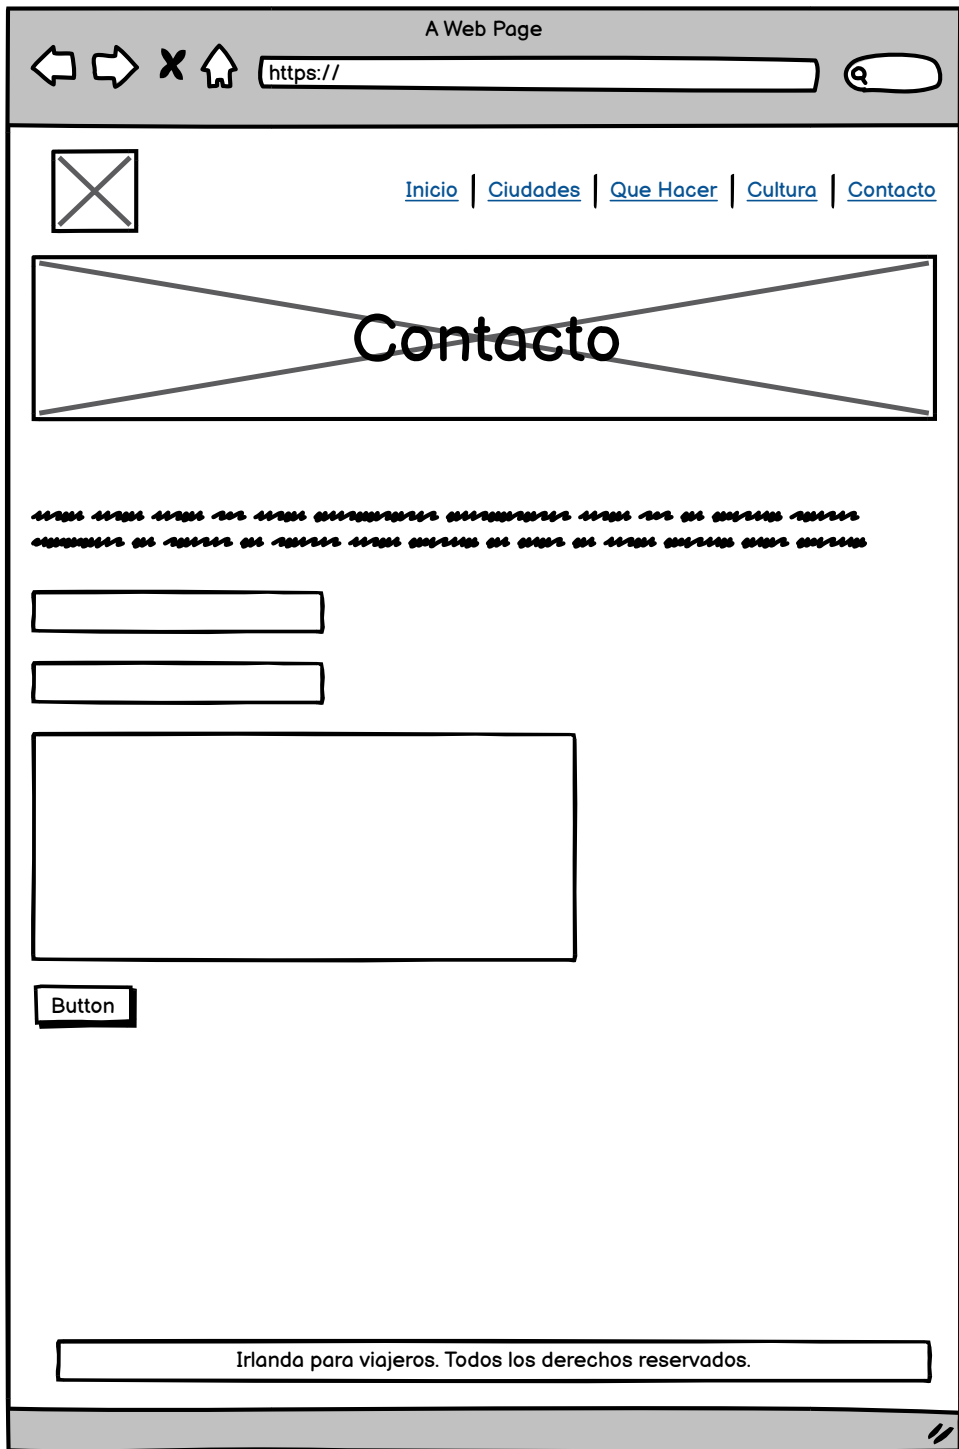 A Web Page
https://
Inicio Ciudades Que Hacer Cultura Contacto
Contacto
Button
Irlanda para viajeros. Todos los derechos reservados.